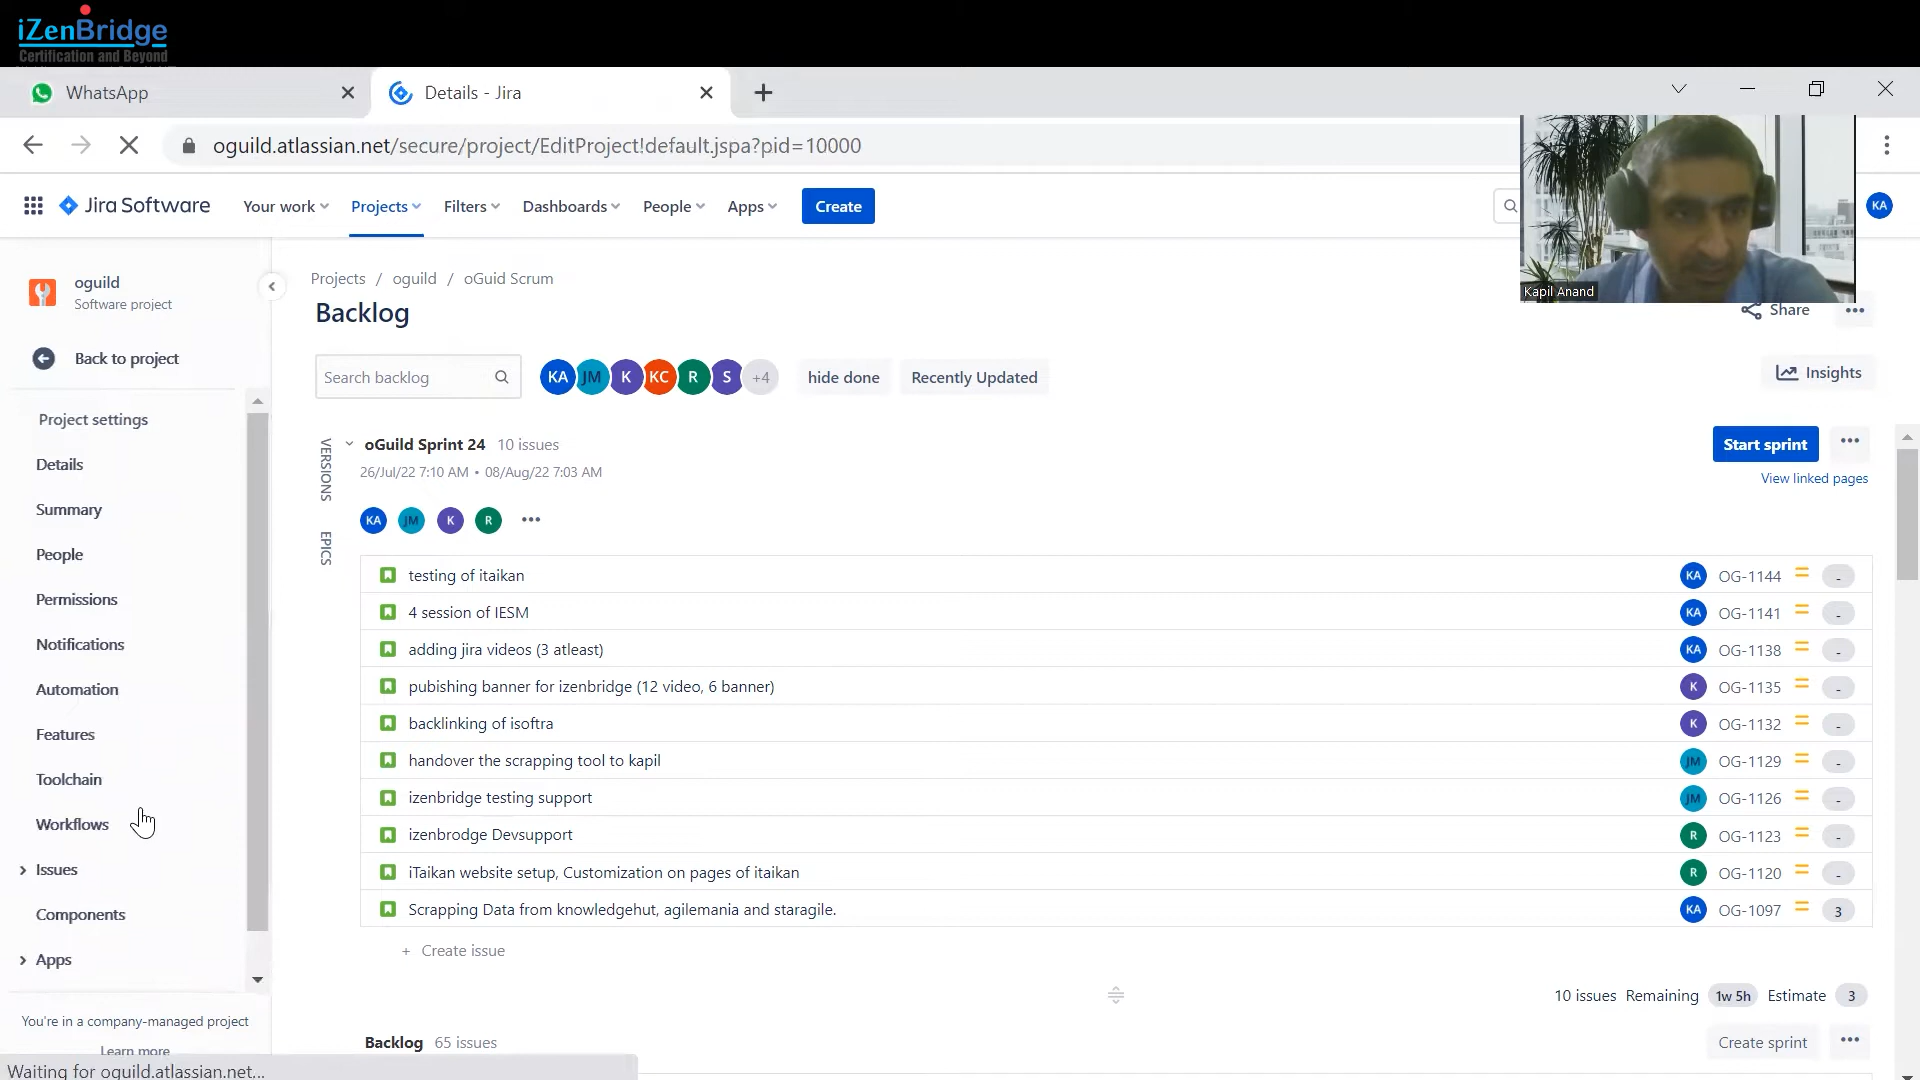 iZenBridge
Certification and Beyond
WhatsApp
Details - Jira
oguild.atlassian.net/secure/project/EditProject!default.jspa?pid=10000
Jira Software
Your work
Projects
Filters
Dashboards
People
Apps
Create
KA
Kapil Anand
oguild
Software project
Back to project
Project settings
Details
Summary
People
Permissions
Notifications
Automation
Features
Toolchain
Workflows
Issues
Components
Apps
You're in a company-managed project
Learn more
Waiting for oguild.atlassian.net...
Projects / oguild / oGuid Scrum
Backlog
Share
Search backlog
KA JM K KC R S +4
hide done
Recently Updated
Insights
VERSIONS
EPICS
oGuild Sprint 24 10 issues
Start sprint
26/Jul/22 7:10 AM • 08/Aug/22 7:03 AM
View linked pages
KA JM K R
testing of itaikan KA OG-1144 -
4 session of IESM KA OG-1141 -
adding jira videos (3 atleast) KA OG-1138 -
pubishing banner for izenbridge (12 video, 6 banner) K OG-1135 -
backlinking of isoftra K OG-1132 -
handover the scrapping tool to kapil JM OG-1129 -
izenbridge testing support JM OG-1126 -
izenbrodge Devsupport R OG-1123 -
iTaikan website setup, Customization on pages of itaikan R OG-1120 -
Scrapping Data from knowledgehut, agilemania and staragile. KA OG-1097 3
+ Create issue
10 issues Remaining 1w 5h Estimate 3
Backlog 65 issues
Create sprint